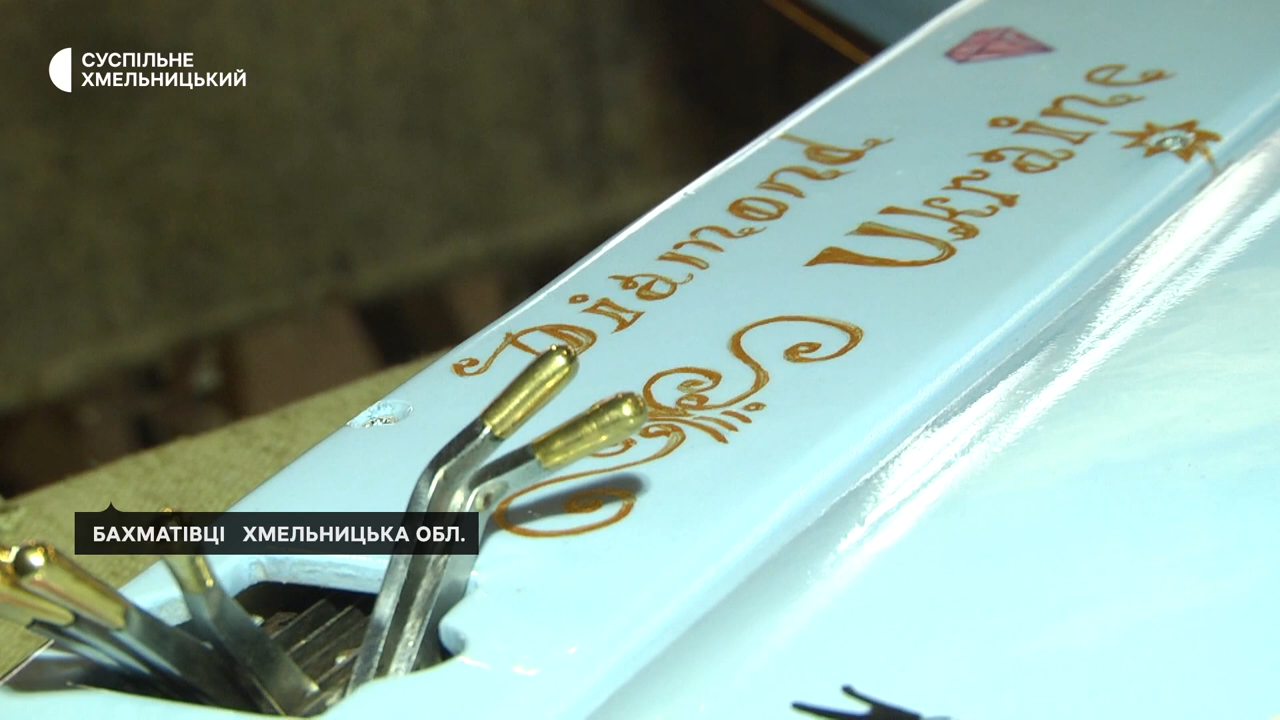 СУСПІЛЬНЕ
ХМЕЛЬНИЦЬКИЙ
Diamond
Ukraine
БАХМАТІВЦІ ХМЕЛЬНИЦЬКА ОБЛ.